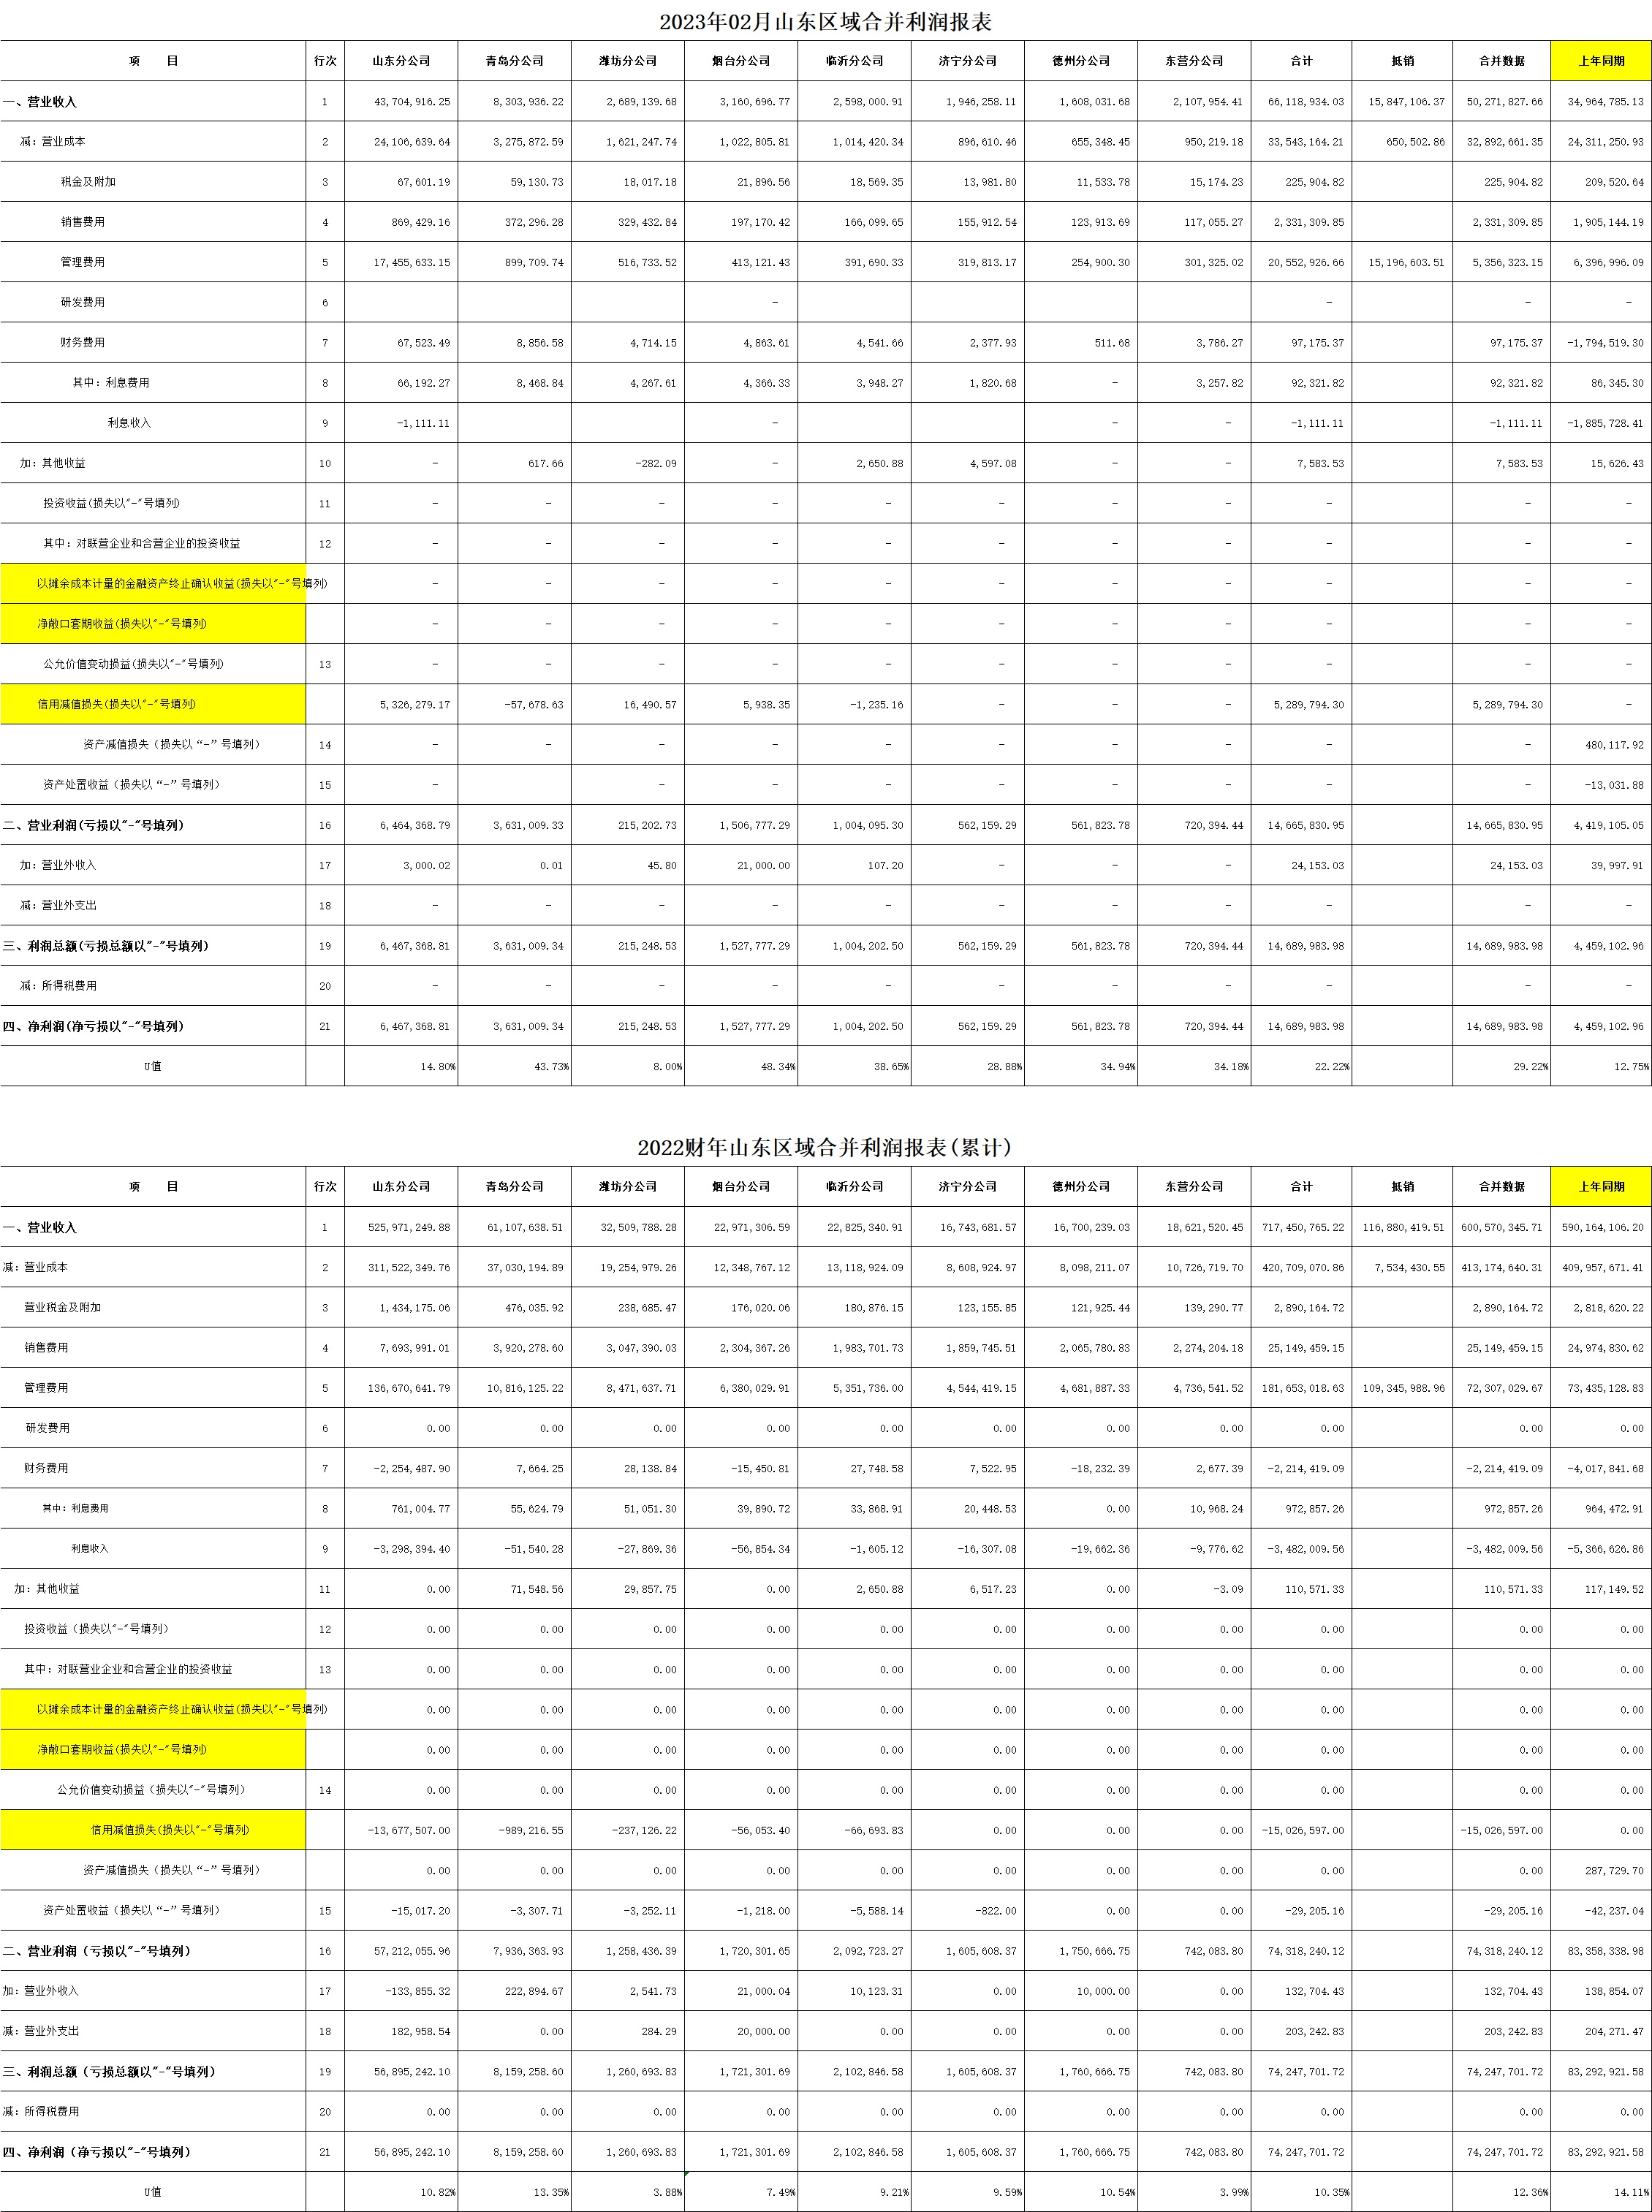 2023年02月山东区域合并利润报表
项 目 行次 山东分公司 青岛分公司 潍坊分公司 烟台分公司 临沂分公司 济宁分公司 德州分公司 东营分公司 合计 抵销 合并数据 上年同期
一、营业收入 1 43,704,916.25 8,303,936.22 2,689,139.68 3,160,696.77 2,598,000.91 1,946,258.11 1,608,031.68 2,107,954.41 66,118,934.03 15,847,106.37 50,271,827.66 34,964,785.13
减：营业成本 2 24,106,639.64 3,275,872.59 1,621,247.74 1,022,805.81 1,014,420.34 896,610.46 655,348.45 950,219.18 33,543,164.21 650,502.86 32,892,661.35 24,311,250.93
税金及附加 3 67,601.19 59,130.73 18,017.18 21,896.56 18,569.35 13,981.80 11,533.78 15,174.23 225,904.82 225,904.82 209,520.64
销售费用 4 869,429.16 372,296.28 329,432.84 197,170.42 166,099.65 155,912.54 123,913.69 117,055.27 2,331,309.85 2,331,309.85 1,905,144.19
管理费用 5 17,455,633.15 899,709.74 516,733.52 413,121.43 391,690.33 319,813.17 254,900.30 301,325.02 20,552,926.66 15,196,603.51 5,356,323.15 6,396,996.09
研发费用 6 - - - -
财务费用 7 67,523.49 8,856.58 4,714.15 4,863.61 4,541.66 2,377.93 511.68 3,786.27 97,175.37 97,175.37 -1,794,519.30
其中：利息费用 8 66,192.27 8,468.84 4,267.61 4,366.33 3,948.27 1,820.68 - 3,257.82 92,321.82 92,321.82 86,345.30
利息收入 9 -1,111.11 - - - -1,111.11 -1,111.11 -1,885,728.41
加：其他收益 10 - 617.66 -282.09 - 2,650.88 4,597.08 - - 7,583.53 7,583.53 15,626.43
投资收益(损失以"-"号填列) 11 - - - - - - - - - - -
其中：对联营企业和合营企业的投资收益 12 - - - - - - - - - - -
以摊余成本计量的金融资产终止确认收益(损失以"-"号填列) - - - - - - - - - - -
净敞口套期收益(损失以"-"号填列) - - - - - - - - - - -
公允价值变动损益(损失以"-"号填列) 13 - - - - - - - - - - -
信用减值损失(损失以"-"号填列) 5,326,279.17 -57,678.63 16,490.57 5,938.35 -1,235.16 - - - 5,289,794.30 5,289,794.30 -
资产减值损失（损失以“-”号填列） 14 - - - - - - - - - - 480,117.92
资产处置收益（损失以“-”号填列） 15 - - - - - - - - - - -13,031.88
二、营业利润(亏损以"-"号填列) 16 6,464,368.79 3,631,009.33 215,202.73 1,506,777.29 1,004,095.30 562,159.29 561,823.78 720,394.44 14,665,830.95 14,665,830.95 4,419,105.05
加：营业外收入 17 3,000.02 0.01 45.80 21,000.00 107.20 - - - 24,153.03 24,153.03 39,997.91
减：营业外支出 18 - - - - - - - - - - -
三、利润总额(亏损总额以"-"号填列) 19 6,467,368.81 3,631,009.34 215,248.53 1,527,777.29 1,004,202.50 562,159.29 561,823.78 720,394.44 14,689,983.98 14,689,983.98 4,459,102.96
减：所得税费用 20 - - - - - - - - - - -
四、净利润(净亏损以"-"号填列) 21 6,467,368.81 3,631,009.34 215,248.53 1,527,777.29 1,004,202.50 562,159.29 561,823.78 720,394.44 14,689,983.98 14,689,983.98 4,459,102.96
U值 14.80% 43.73% 8.00% 48.34% 38.65% 28.88% 34.94% 34.18% 22.22% 29.22% 12.75%
2022财年山东区域合并利润报表(累计)
项 目 行次 山东分公司 青岛分公司 潍坊分公司 烟台分公司 临沂分公司 济宁分公司 德州分公司 东营分公司 合计 抵销 合并数据 上年同期
一、营业收入 1 525,971,249.88 61,107,638.51 32,509,788.28 22,971,306.59 22,825,340.91 16,743,681.57 16,700,239.03 18,621,520.45 717,450,765.22 116,880,419.51 600,570,345.71 590,164,106.20
减：营业成本 2 311,522,349.76 37,030,194.89 19,254,979.26 12,348,767.12 13,118,924.09 8,608,924.97 8,098,211.07 10,726,719.70 420,709,070.86 7,534,430.55 413,174,640.31 409,957,671.41
营业税金及附加 3 1,434,175.06 476,035.92 238,685.47 176,020.06 180,876.15 123,155.85 121,925.44 139,290.77 2,890,164.72 2,890,164.72 2,818,620.22
销售费用 4 7,693,991.01 3,920,278.60 3,047,390.03 2,304,367.26 1,983,701.73 1,859,745.51 2,065,780.83 2,274,204.18 25,149,459.15 25,149,459.15 24,974,830.62
管理费用 5 136,670,641.79 10,816,125.22 8,471,637.71 6,380,029.91 5,351,736.00 4,544,419.15 4,681,887.33 4,736,541.52 181,653,018.63 109,345,988.96 72,307,029.67 73,435,128.83
研发费用 6 0.00 0.00 0.00 0.00 0.00 0.00 0.00 0.00 0.00 0.00 0.00
财务费用 7 -2,254,487.90 7,664.25 28,138.84 -15,450.81 27,748.58 7,522.95 -18,232.39 2,677.39 -2,214,419.09 -2,214,419.09 -4,017,841.68
其中：利息费用 8 761,004.77 55,624.79 51,051.30 39,890.72 33,868.91 20,448.53 0.00 10,968.24 972,857.26 972,857.26 964,472.91
利息收入 9 -3,298,394.40 -51,540.28 -27,869.36 -56,854.34 -1,605.12 -16,307.08 -19,662.36 -9,776.62 -3,482,009.56 -3,482,009.56 -5,366,626.86
加：其他收益 11 0.00 71,548.56 29,857.75 0.00 2,650.88 6,517.23 0.00 -3.09 110,571.33 110,571.33 117,149.52
投资收益（损失以"-"号填列） 12 0.00 0.00 0.00 0.00 0.00 0.00 0.00 0.00 0.00 0.00 0.00
其中：对联营业企业和合营企业的投资收益 13 0.00 0.00 0.00 0.00 0.00 0.00 0.00 0.00 0.00 0.00 0.00
以摊余成本计量的金融资产终止确认收益(损失以"-"号填列) 0.00 0.00 0.00 0.00 0.00 0.00 0.00 0.00 0.00 0.00 0.00
净敞口套期收益(损失以"-"号填列) 0.00 0.00 0.00 0.00 0.00 0.00 0.00 0.00 0.00 0.00 0.00
公允价值变动损益（损失以"-"号填列） 14 0.00 0.00 0.00 0.00 0.00 0.00 0.00 0.00 0.00 0.00 0.00
信用减值损失(损失以"-"号填列) -13,677,507.00 -989,216.55 -237,126.22 -56,053.40 -66,693.83 0.00 0.00 0.00 -15,026,597.00 -15,026,597.00 0.00
资产减值损失（损失以“-”号填列） 0.00 0.00 0.00 0.00 0.00 0.00 0.00 0.00 0.00 0.00 287,729.70
资产处置收益（损失以“-”号填列） 15 -15,017.20 -3,307.71 -3,252.11 -1,218.00 -5,588.14 -822.00 0.00 0.00 -29,205.16 -29,205.16 -42,237.04
二、营业利润（亏损以"-"号填列） 16 57,212,055.96 7,936,363.93 1,258,436.39 1,720,301.65 2,092,723.27 1,605,608.37 1,750,666.75 742,083.80 74,318,240.12 74,318,240.12 83,358,338.98
加：营业外收入 17 -133,855.32 222,894.67 2,541.73 21,000.04 10,123.31 0.00 10,000.00 0.00 132,704.43 132,704.43 138,854.07
减：营业外支出 18 182,958.54 0.00 284.29 20,000.00 0.00 0.00 0.00 0.00 203,242.83 203,242.83 204,271.47
三、利润总额（亏损总额以"-"号填列） 19 56,895,242.10 8,159,258.60 1,260,693.83 1,721,301.69 2,102,846.58 1,605,608.37 1,760,666.75 742,083.80 74,247,701.72 74,247,701.72 83,292,921.58
减：所得税费用 20 0.00 0.00 0.00 0.00 0.00 0.00 0.00 0.00 0.00 0.00 0.00
四、净利润（净亏损以"-"号填列） 21 56,895,242.10 8,159,258.60 1,260,693.83 1,721,301.69 2,102,846.58 1,605,608.37 1,760,666.75 742,083.80 74,247,701.72 74,247,701.72 83,292,921.58
U值 10.82% 13.35% 3.88% 7.49% 9.21% 9.59% 10.54% 3.99% 10.35% 12.36% 14.11%